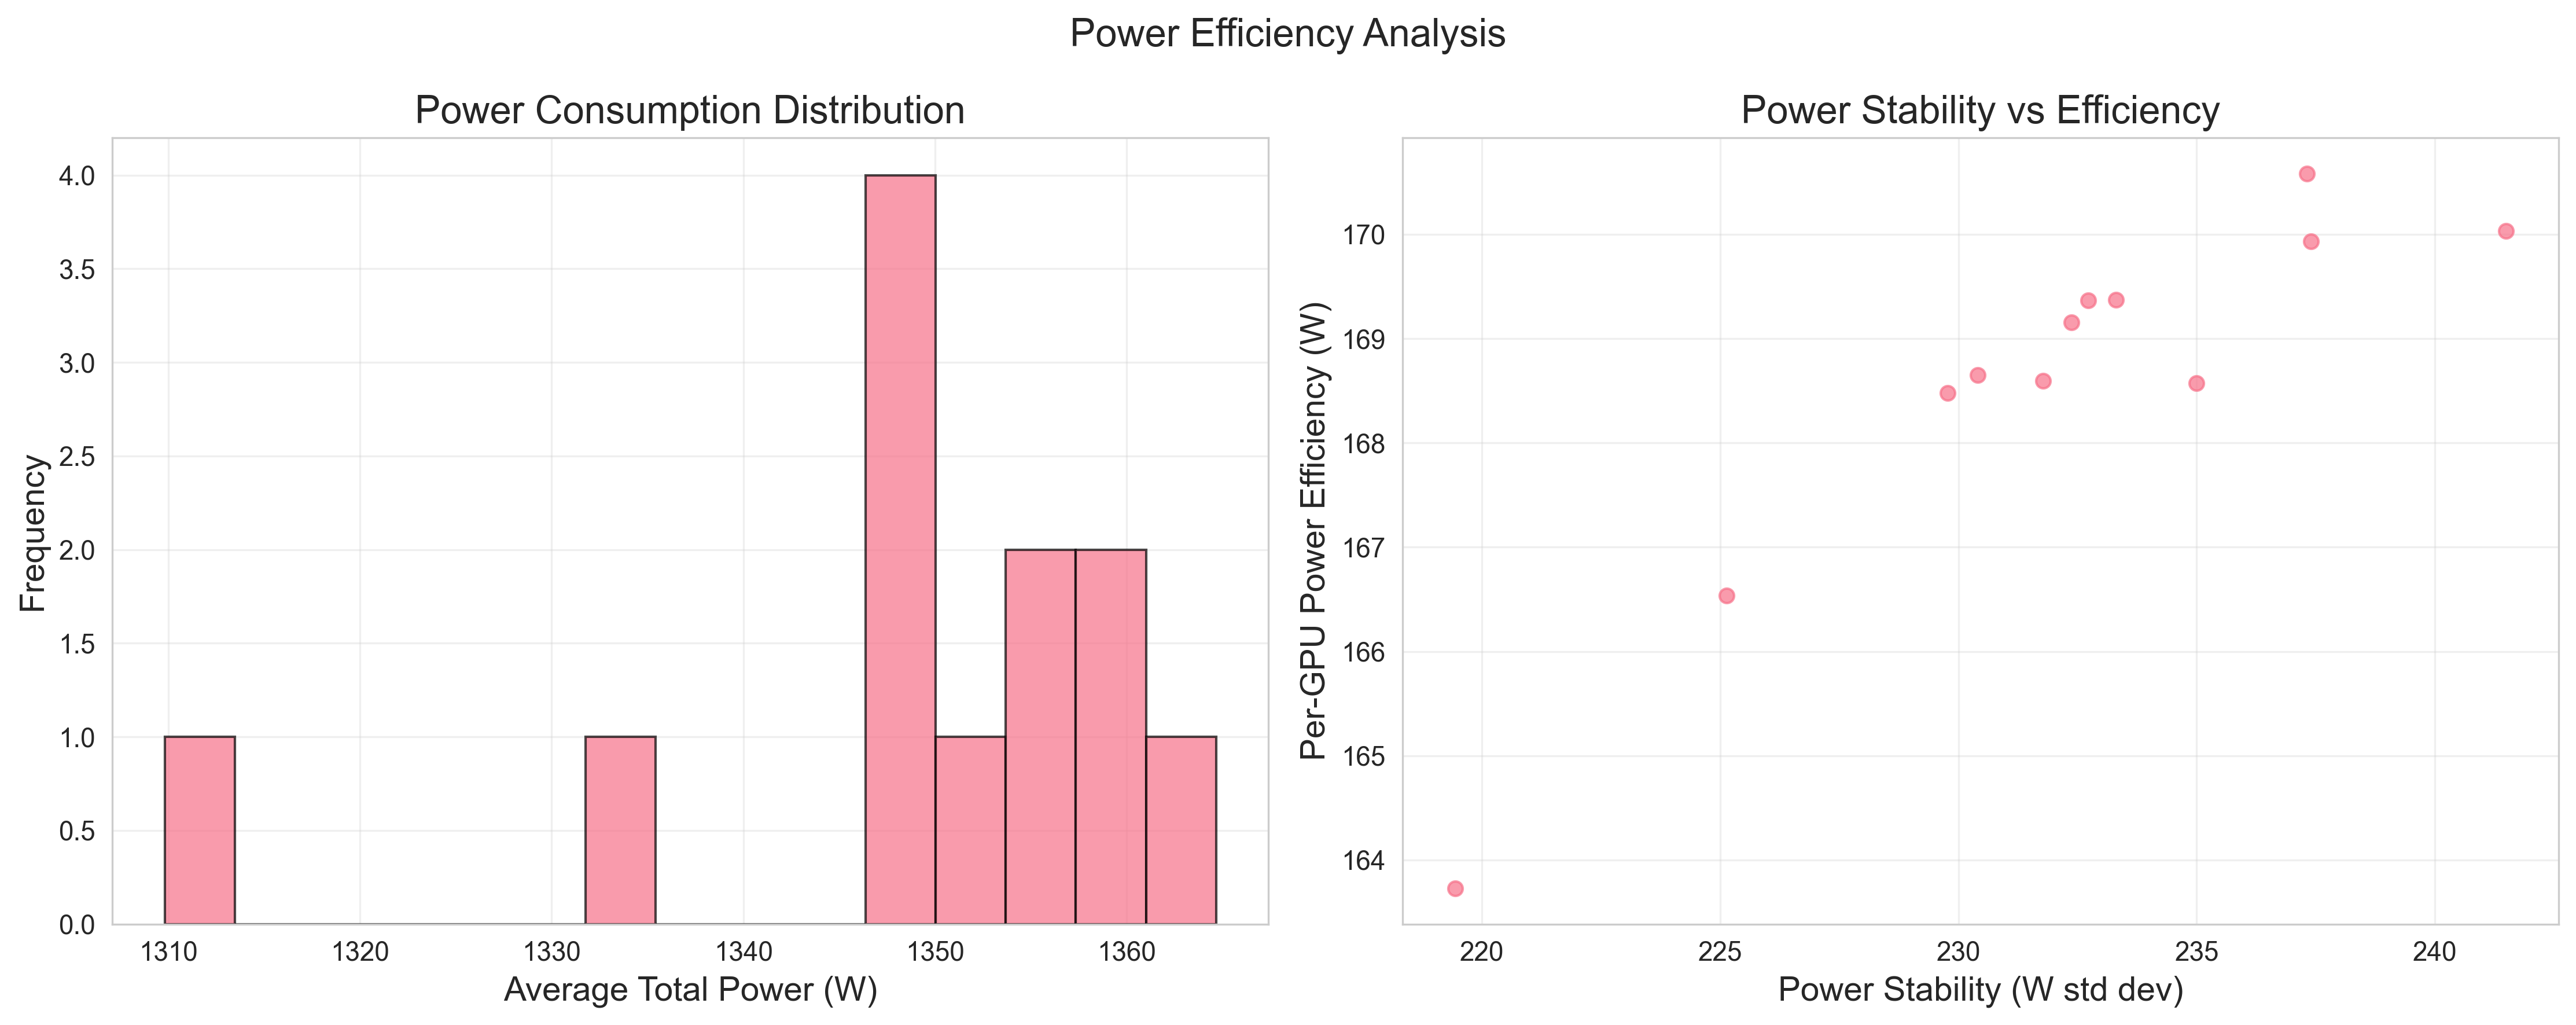 Power Efficiency Analysis
Power Consumption Distribution
Frequency
4.0
3.5
3.0
2.5
2.0
1.5
1.0
0.5
0.0
1310 1320 1330 1340 1350 1360
Average Total Power (W)
Power Stability vs Efficiency
Per-GPU Power Efficiency (W)
170
169
168
167
166
165
164
220 225 230 235 240
Power Stability (W std dev)